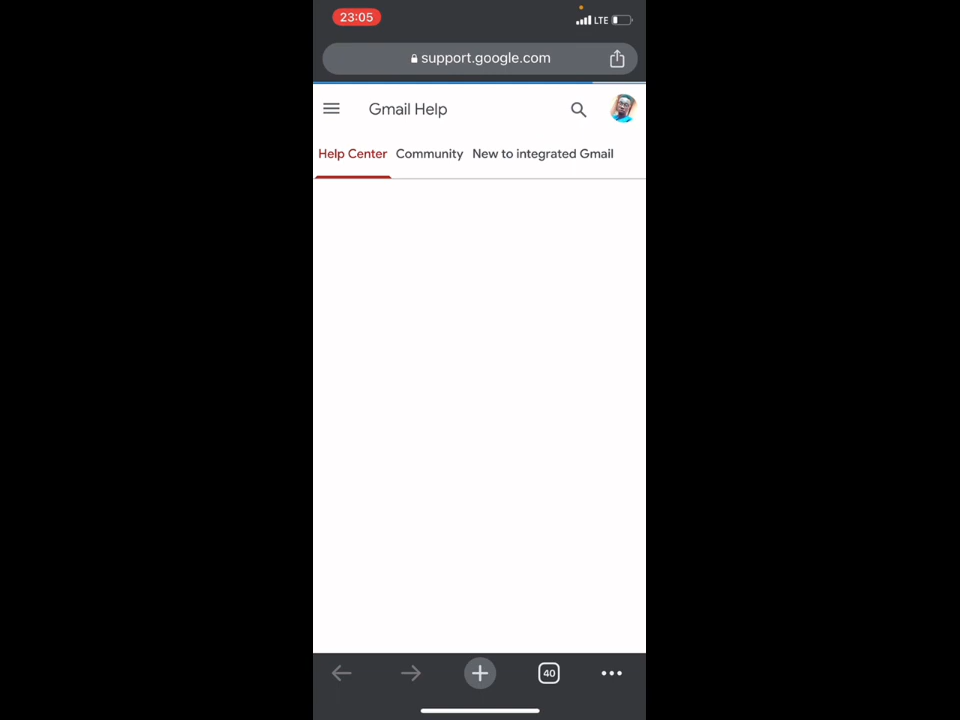 23:05
LTE
support.google.com
Gmail Help
Help Center Community New to integrated Gmail
40